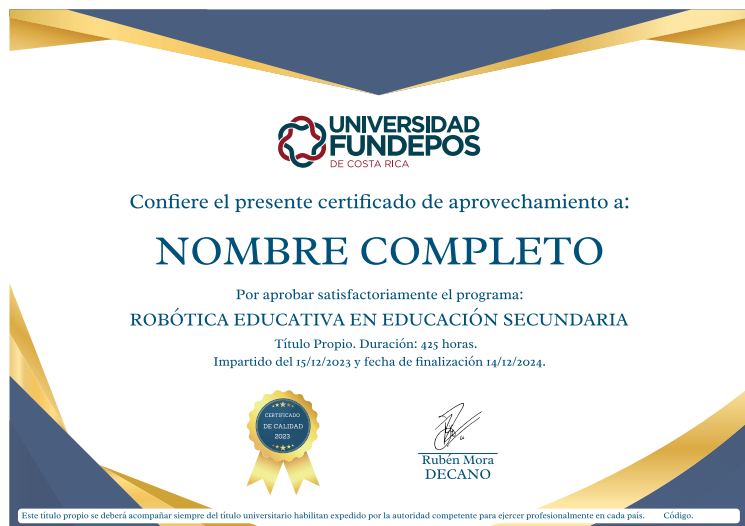 UNIVERSIDAD
FUNDEPOS
DE COSTA RICA
Confiere el presente certificado de aprovechamiento a:
NOMBRE COMPLETO
Por aprobar satisfactoriamente el programa:
ROBÓTICA EDUCATIVA EN EDUCACIÓN SECUNDARIA
Título Propio. Duración: 425 horas.
Impartido del 15/12/2023 y fecha de finalización 14/12/2024.
CERTIFICADO
DE CALIDAD
2023
Rubén Mora
DECANO
Este título propio se deberá acompañar siempre del título universitario habilitan expedido por la autoridad competente para ejercer profesionalmente en cada país. Código.